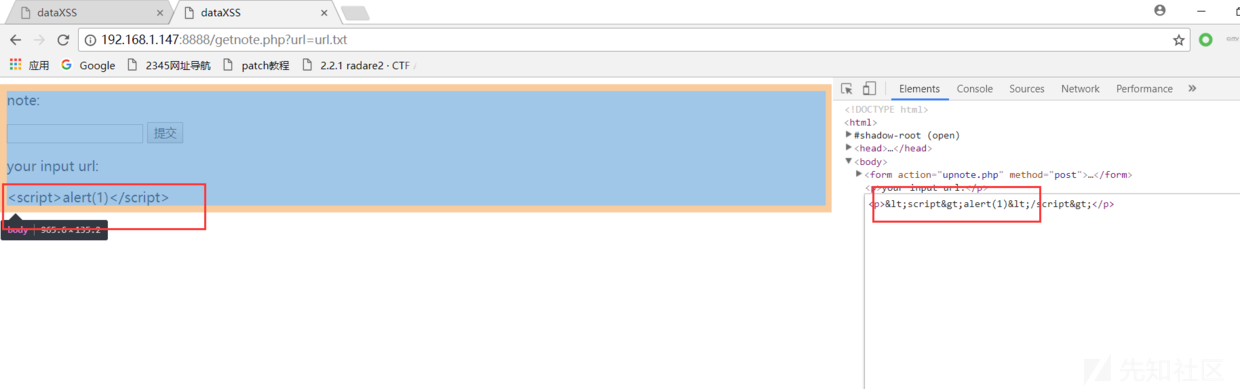 dataXSS
dataXSS
192.168.1.147:8888/getnote.php?url=url.txt
应用 Google 2345网址导航 patch教程 2.2.1 radare2 · CTF
note:
提交
your input url:
<script>alert(1)</script>
body 965.6 × 135.2
Elements Console Sources Network Performance »
<!DOCTYPE html>
<html>
▶#shadow-root (open)
▶<head>…</head>
▼<body>
▶<form action="upnote.php" method="post">…</form>
<p>your input url:</p>
<p>&lt;script&gt;alert(1)&lt;/script&gt;</p>
先知社区